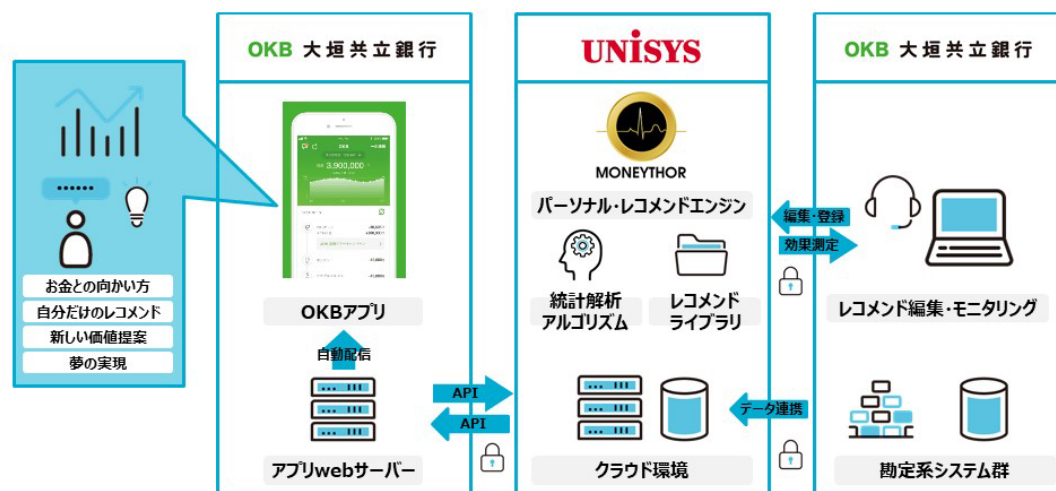 OKB 大垣共立銀行
UNISYS
OKB 大垣共立銀行
お金との向かい方
自分だけのレコメンド
新しい価値提案
夢の実現
OKB
3,900,000
OKBアプリ
自動配信
アプリwebサーバー
API
API
MONEYTHOR
パーソナル・レコメンドエンジン
統計解析
アルゴリズム
レコメンド
ライブラリ
クラウド環境
編集・登録
効果測定
データ連携
レコメンド編集・モニタリング
勘定系システム群